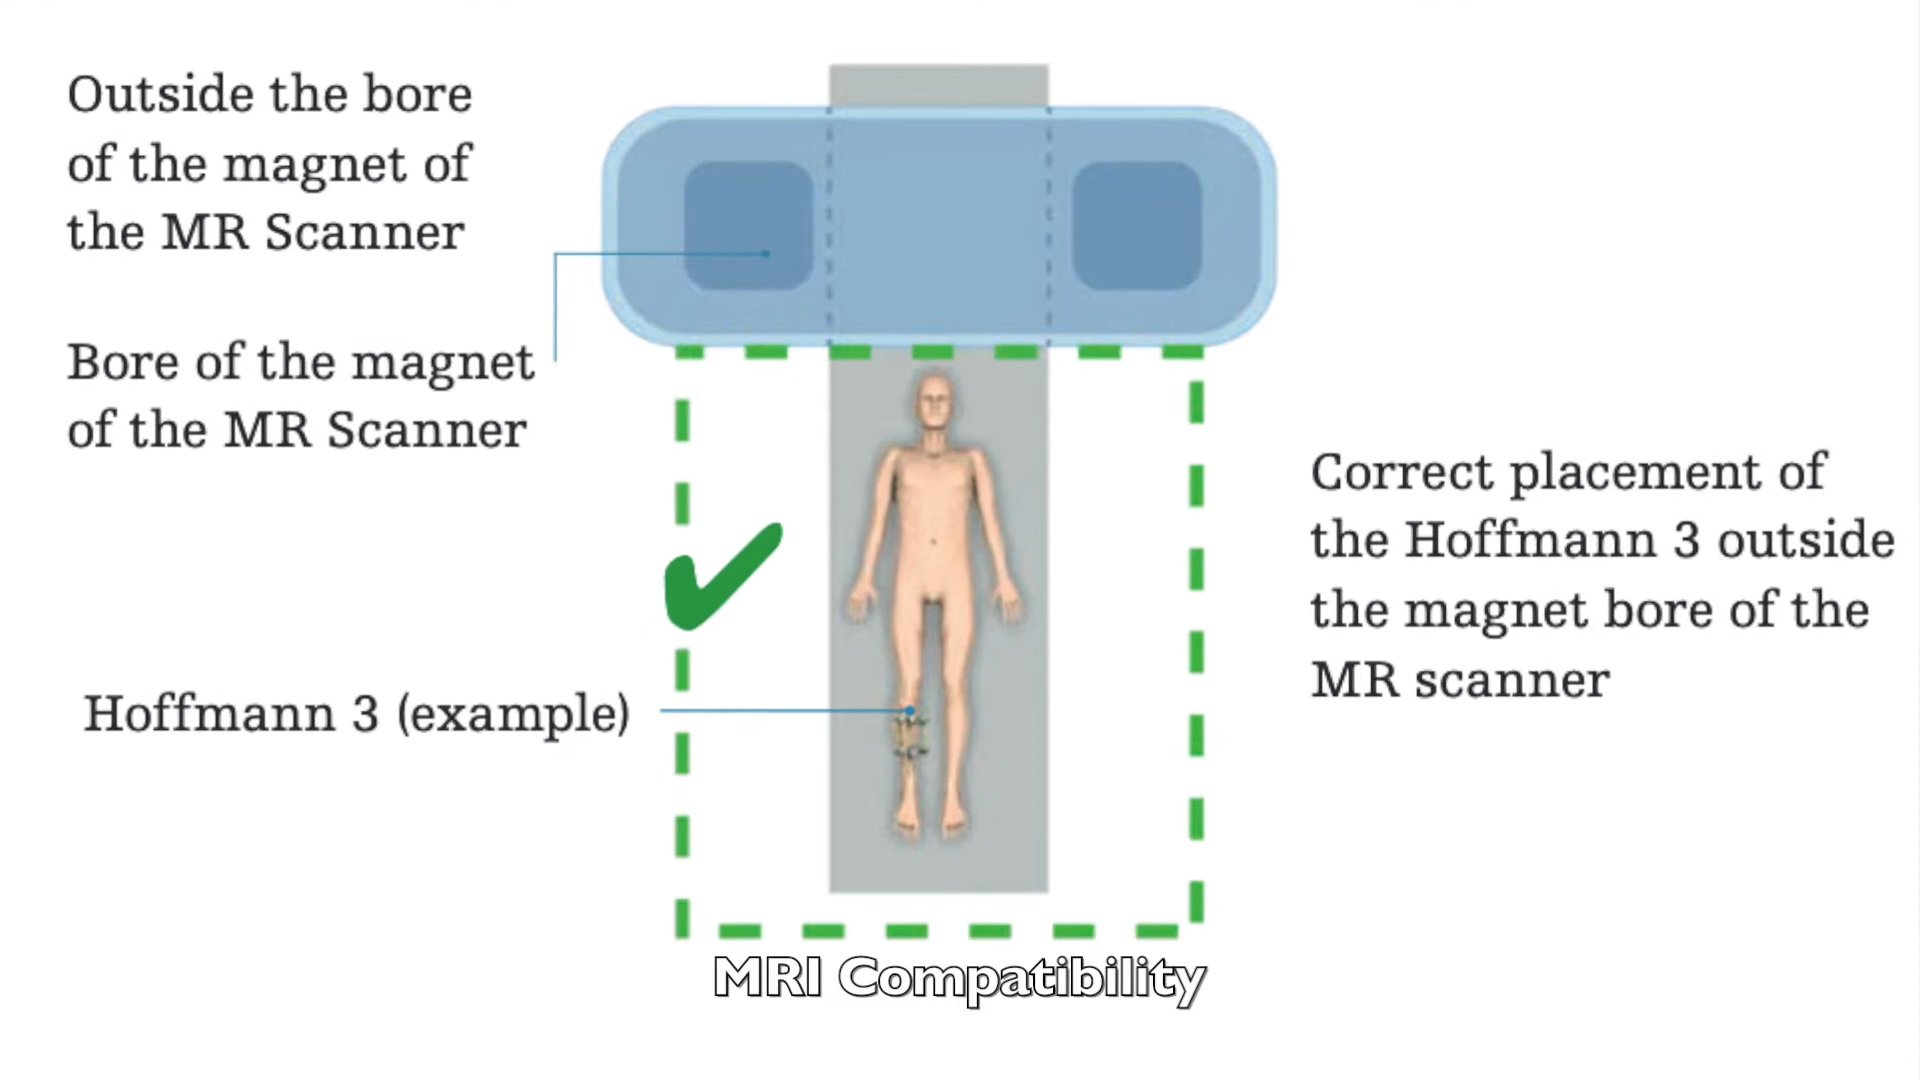 Outside the bore
of the magnet of
the MR Scanner
Bore of the magnet
of the MR Scanner
Hoffmann 3 (example)
Correct placement of
the Hoffmann 3 outside
the magnet bore of the
MR scanner
MRI Compatibility